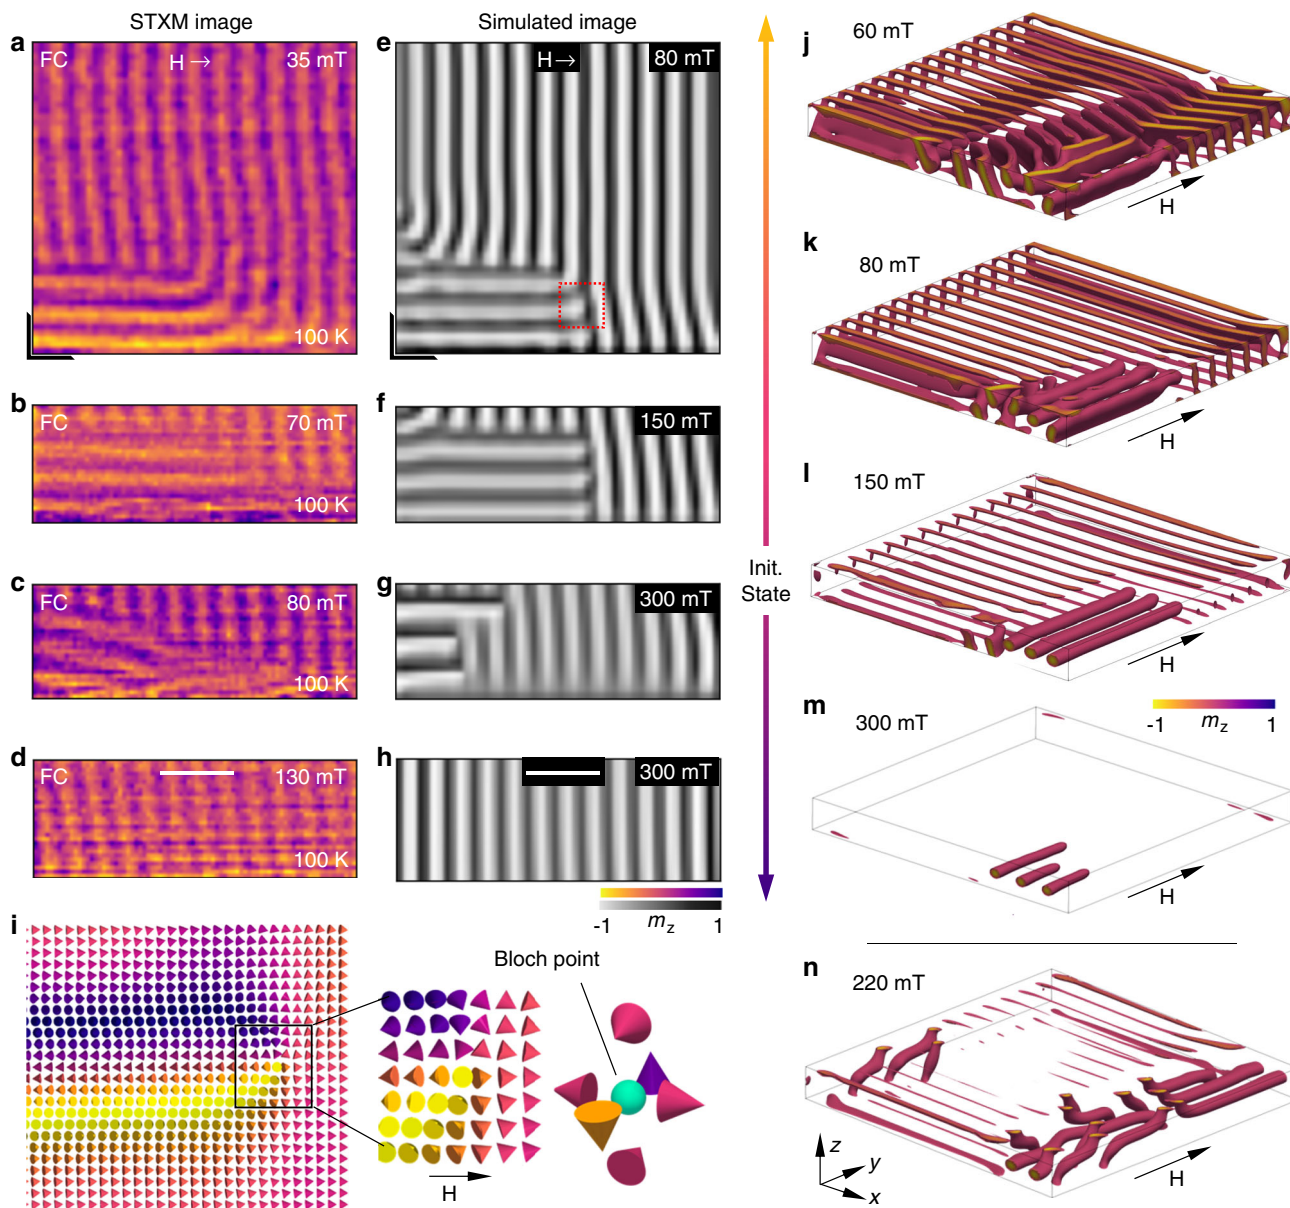 STXM image
Simulated image
a
FC
H →
35 mT
100 K
e
H→
80 mT
b
FC
70 mT
100 K
f
150 mT
c
FC
80 mT
100 K
g
300 mT
d
FC
130 mT
100 K
h
300 mT
-1
mz
1
Init.
State
i
Bloch point
H
j
60 mT
H
k
80 mT
H
l
150 mT
H
m
300 mT
-1
mz
1
H
n
220 mT
z
y
x
H